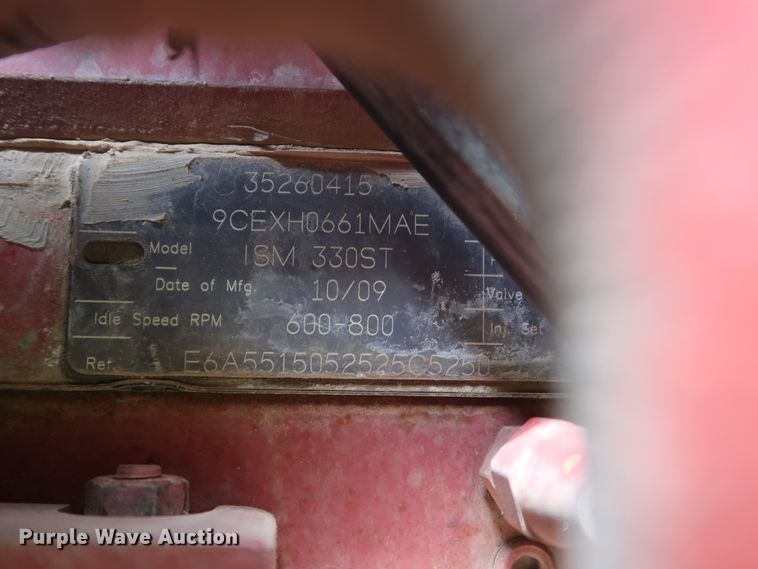 35260415
9CEXH0661MAE
Model ISM 330ST
Date of Mfg. 10/09
Valve
Idle Speed RPM 600-800
Inj. Set
Ref. E6A5515052525C5250
Purple Wave Auction